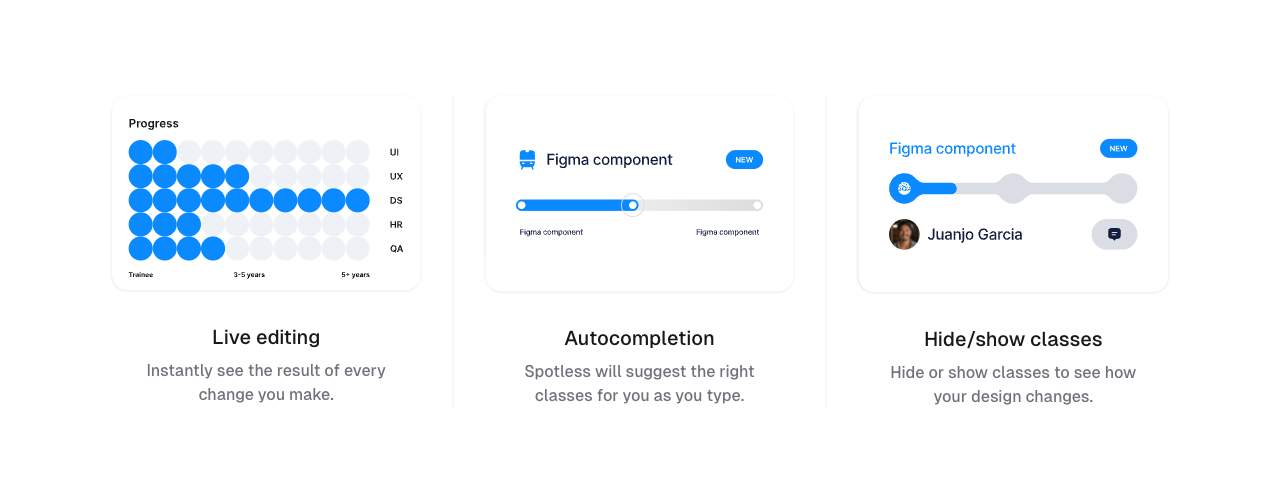 Progress
UI
UX
DS
HR
QA
Trainee
3-5 years
5+ years
Live editing
Instantly see the result of every
change you make.
Figma component
NEW
Figma component
Figma component
Autocompletion
Spotless will suggest the right
classes for you as you type.
Figma component
NEW
Juanjo Garcia
Hide/show classes
Hide or show classes to see how
your design changes.